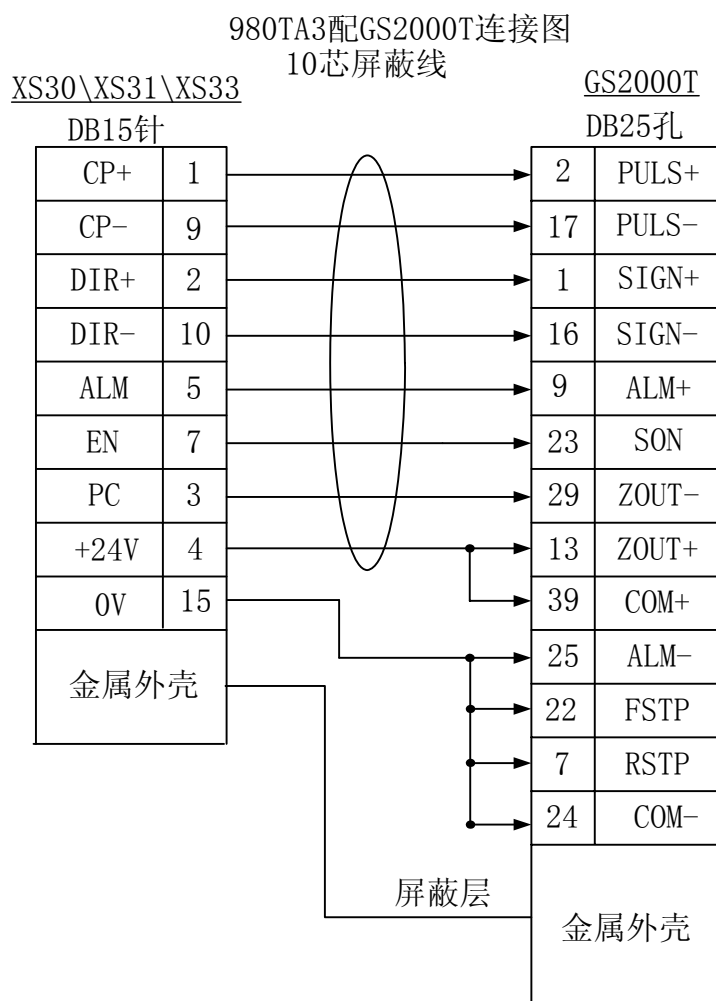 980TA3配GS2000T连接图
10芯屏蔽线
XS30\XS31\XS33
GS2000T
DB15针
DB25孔
CP+ 1 2 PULS+
CP- 9 17 PULS-
DIR+ 2 1 SIGN+
DIR- 10 16 SIGN-
ALM 5 9 ALM+
EN 7 23 SON
PC 3 29 ZOUT-
+24V 4 13 ZOUT+
0V 15 39 COM+
25 ALM-
金属外壳
22 FSTP
7 RSTP
24 COM-
屏蔽层
金属外壳